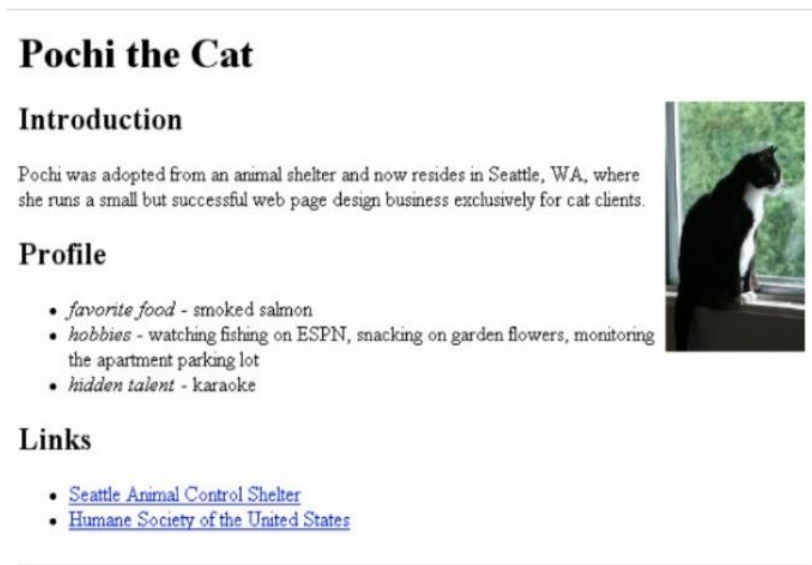 Pochi the Cat
Introduction
Pochi was adopted from an animal shelter and now resides in Seattle, WA, where
she runs a small but successful web page design business exclusively for cat clients.
Profile
• favorite food - smoked salmon
• hobbies - watching fishing on ESPN, snacking on garden flowers, monitoring
the apartment parking lot
• hidden talent - karaoke
Links
• Seattle Animal Control Shelter
• Humane Society of the United States